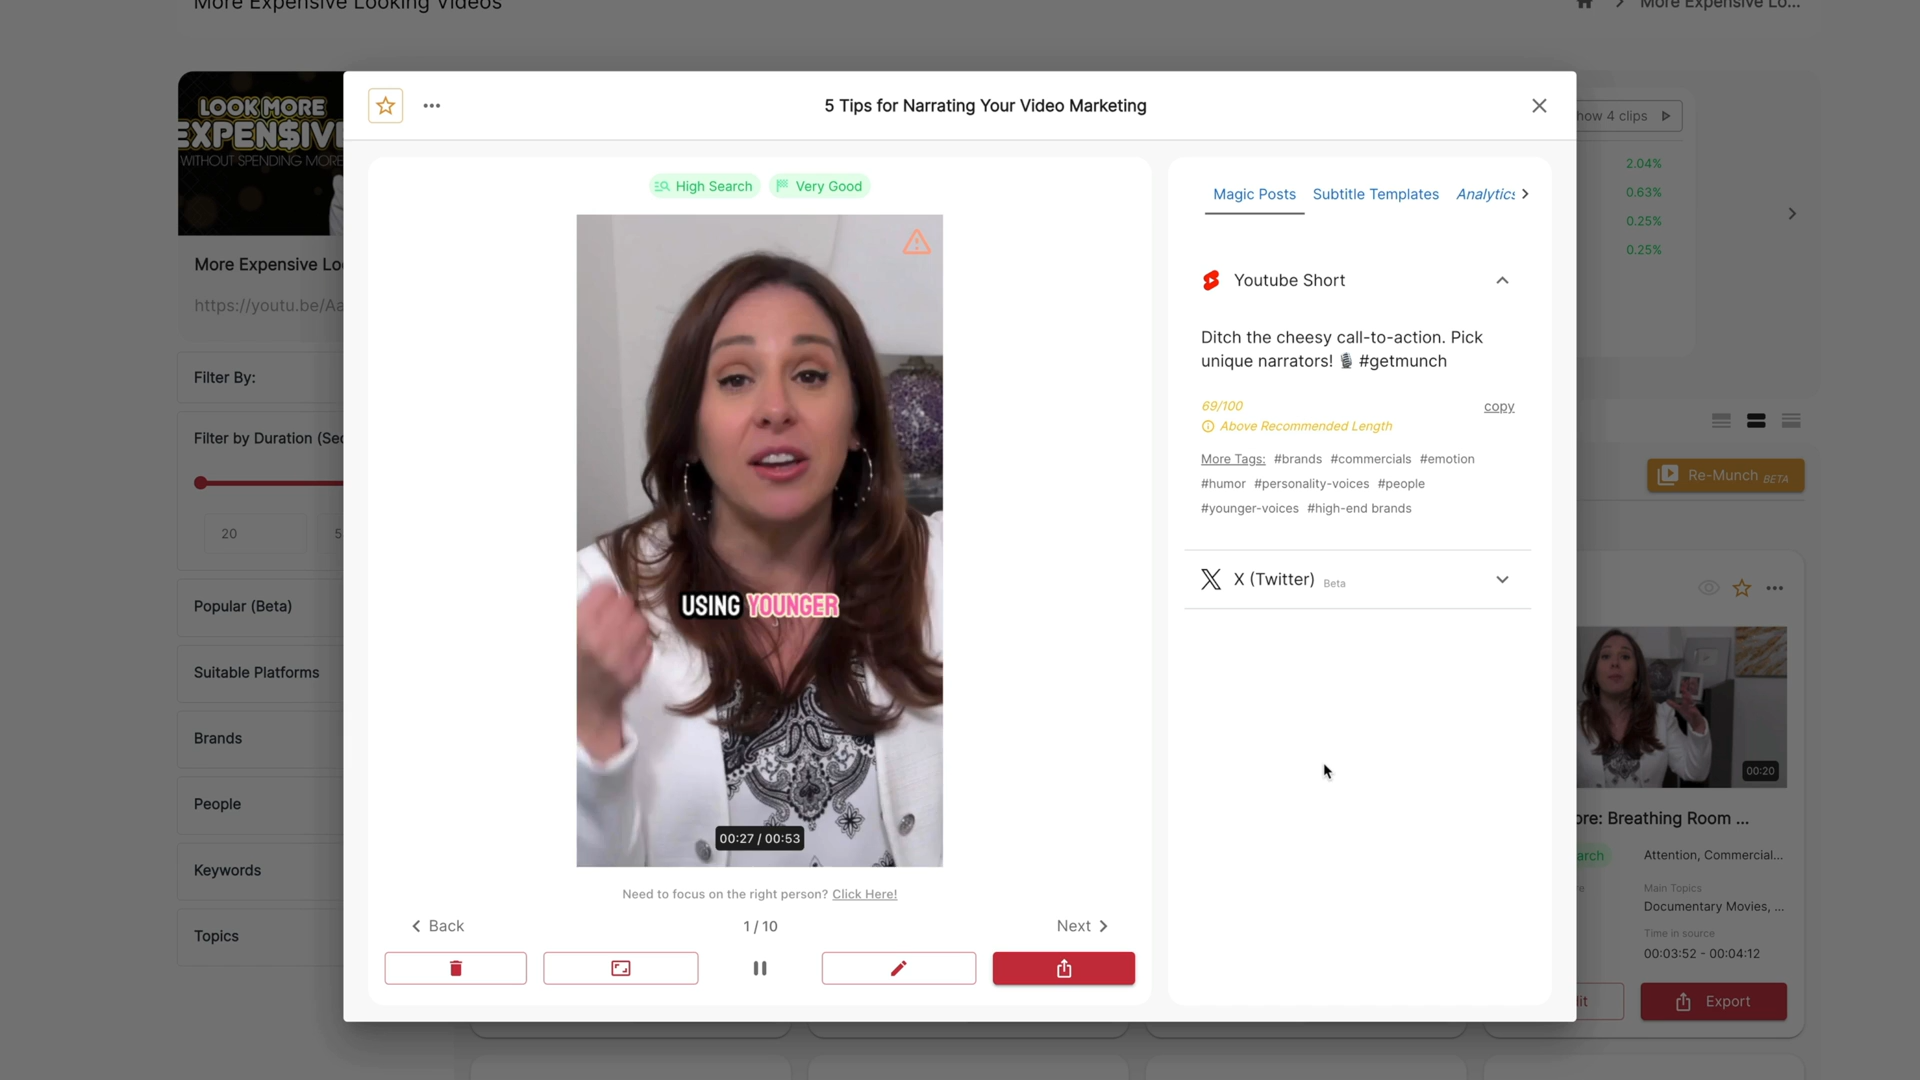 More Expensive Looking Videos
More Expensive Lo...
LOOK MORE
EXPEN$IVE
WITHOUT SPENDING MORE
More Expensive Lo
https://youtu.be/Aa
Filter By:
Filter by Duration (Sec
20
5
Popular (Beta)
Suitable Platforms
Brands
People
Keywords
Topics
5 Tips for Narrating Your Video Marketing
High Search
Very Good
USING YOUNGER
00:27 / 00:53
Need to focus on the right person? Click Here!
Back
1 / 10
Next
Magic Posts
Subtitle Templates
Analytics
Youtube Short
Ditch the cheesy call-to-action. Pick
unique narrators! 🎙️ #getmunch
69/100
copy
Above Recommended Length
More Tags: #brands #commercials #emotion
#humor #personality-voices #people
#younger-voices #high-end brands
X (Twitter) Beta
how 4 clips
2.04%
0.63%
0.25%
0.25%
Re-Munch BETA
00:20
ore: Breathing Room ...
arch
Attention, Commercial...
re
Main Topics
Documentary Movies, ...
Time in source
00:03:52 - 00:04:12
it
Export